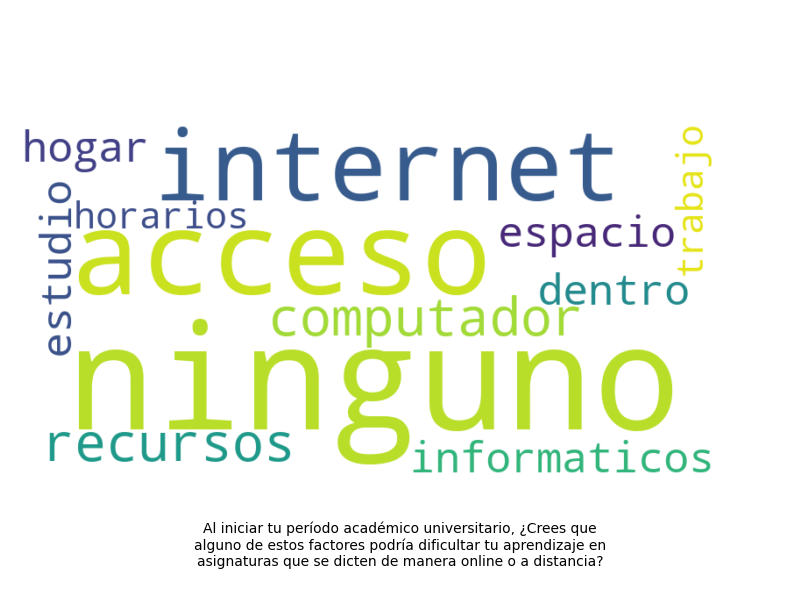 hogar
internet
trabajo
estudio
horarios
acceso
espacio
dentro
computador
ninguno
recursos
informaticos
Al iniciar tu período académico universitario, ¿Crees que
alguno de estos factores podría dificultar tu aprendizaje en
asignaturas que se dicten de manera online o a distancia?